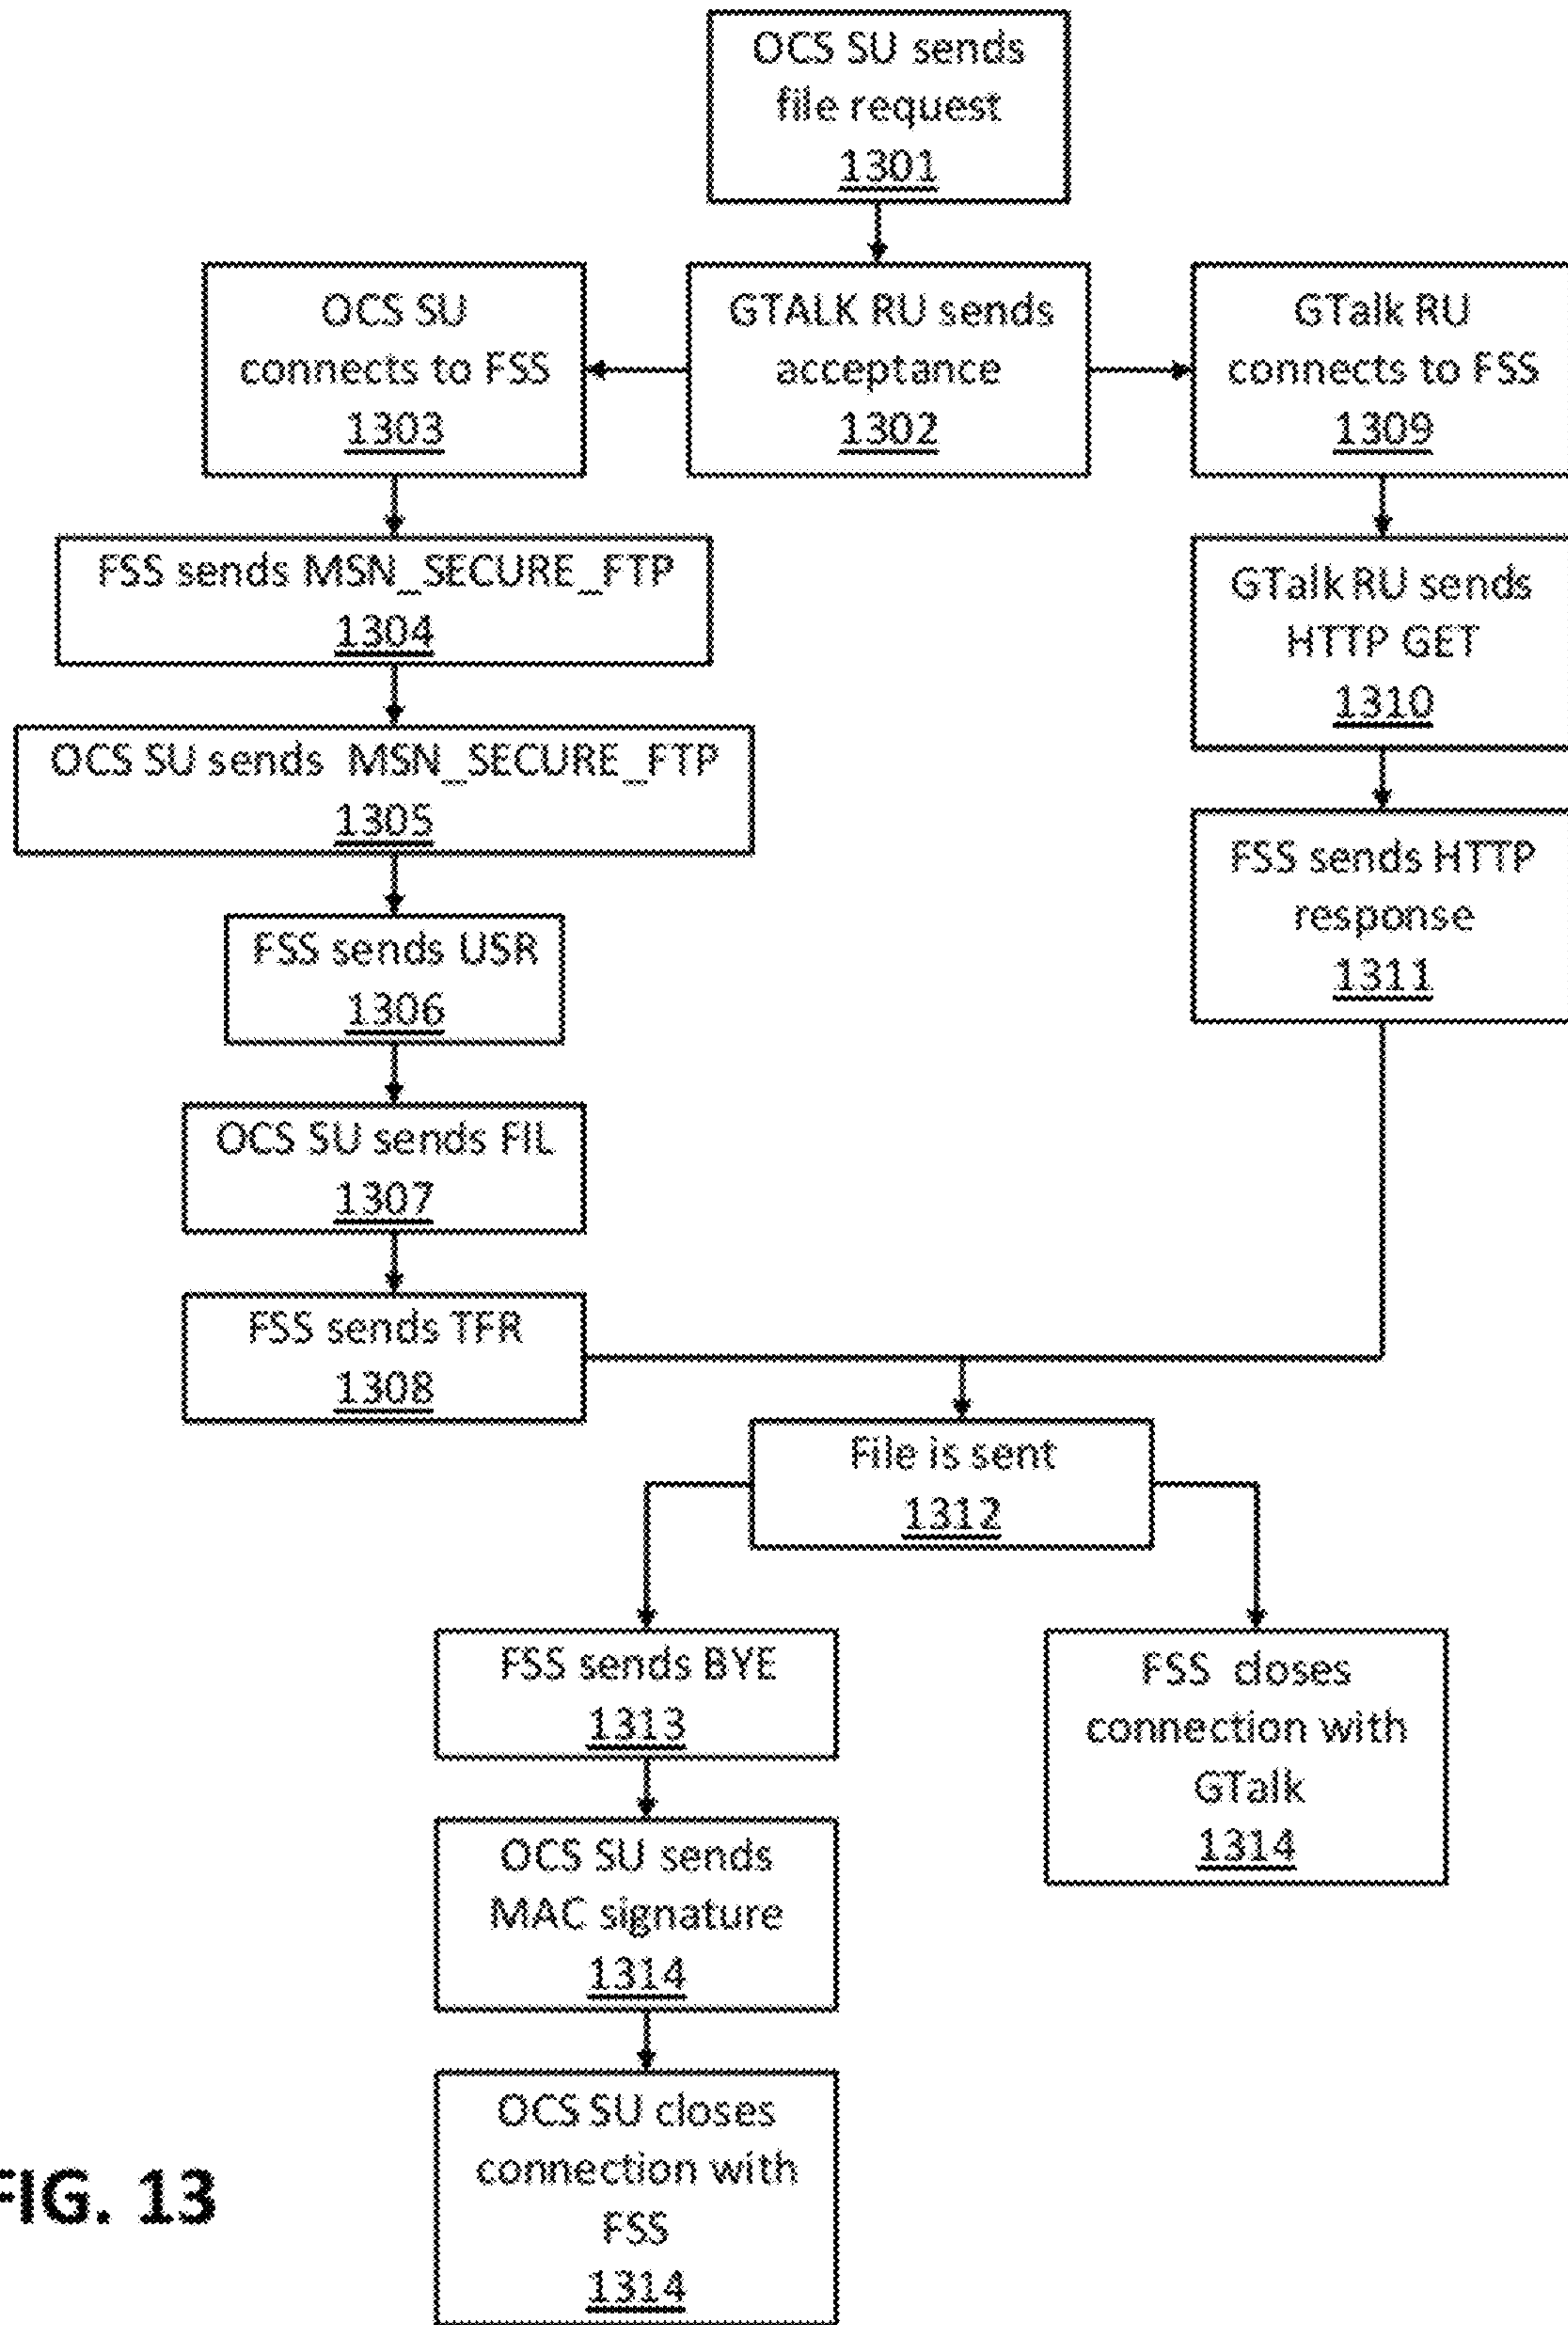 OCS SU sends
file request
1301
OCS SU
connects to FSS
1303
GTALK RU sends
acceptance
1302
GTalk RU
connects to FSS
1309
FSS sends MSN_SECURE_FTP
1304
OCS SU sends MSN_SECURE_FTP
1305
FSS sends USR
1306
OCS SU sends FIL
1307
FSS sends TFR
1308
GTalk RU sends
HTTP GET
1310
FSS sends HTTP
response
1311
File is sent
1312
FSS sends BYE
1313
OCS SU sends
MAC signature
1314
OCS SU closes
connection with
FSS
1314
FSS closes
connection with
GTalk
1314
FIG. 13